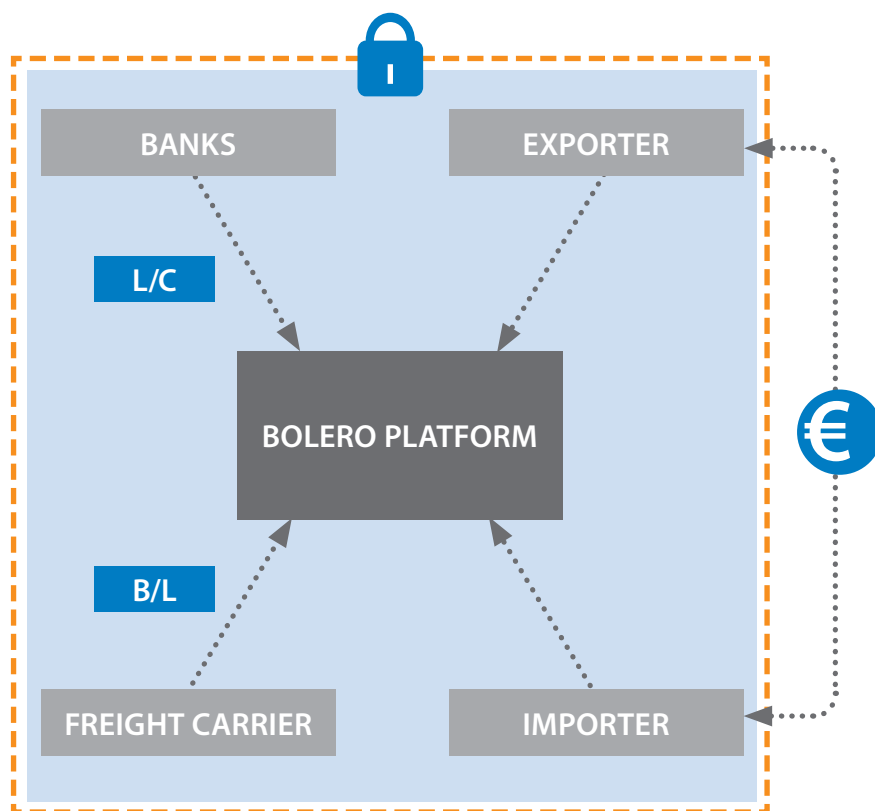 BANKS
EXPORTER
L/C
BOLERO PLATFORM
€
B/L
FREIGHT CARRIER
IMPORTER